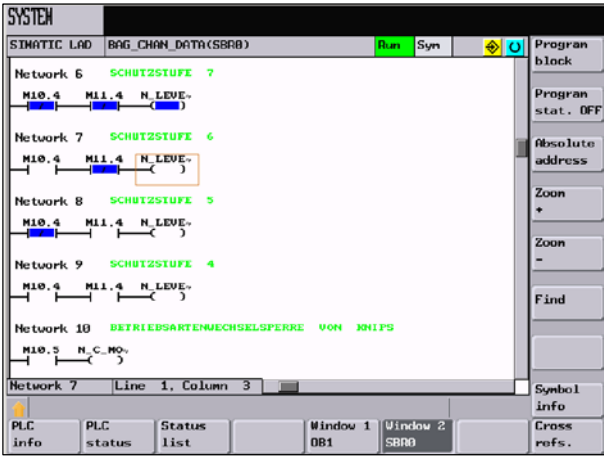 SYSTEM
SIMATIC LAD BAG_CHAN_DATA(SBR0) Run Sym
Network 6 SCHUTZSTUFE 7
M10.4 M11.4 N_LEVE~
Network 7 SCHUTZSTUFE 6
M10.4 M11.4 N_LEVE~
Network 8 SCHUTZSTUFE 5
M10.4 M11.4 N_LEVE~
Network 9 SCHUTZSTUFE 4
M10.4 M11.4 N_LEVE~
Network 10 BETRIEBSARTENWECHSELSPERRE VON KNIPS
M10.5 N_C_MO~
Network 7 Line 1, Column 3
Program
block
Program
stat. OFF
Absolute
address
Zoom
+
Zoom
-
Find
Symbol
info
Cross
refs.
PLC
info
PLC
status
Status
list
Window 1
OB1
Window 2
SBR0